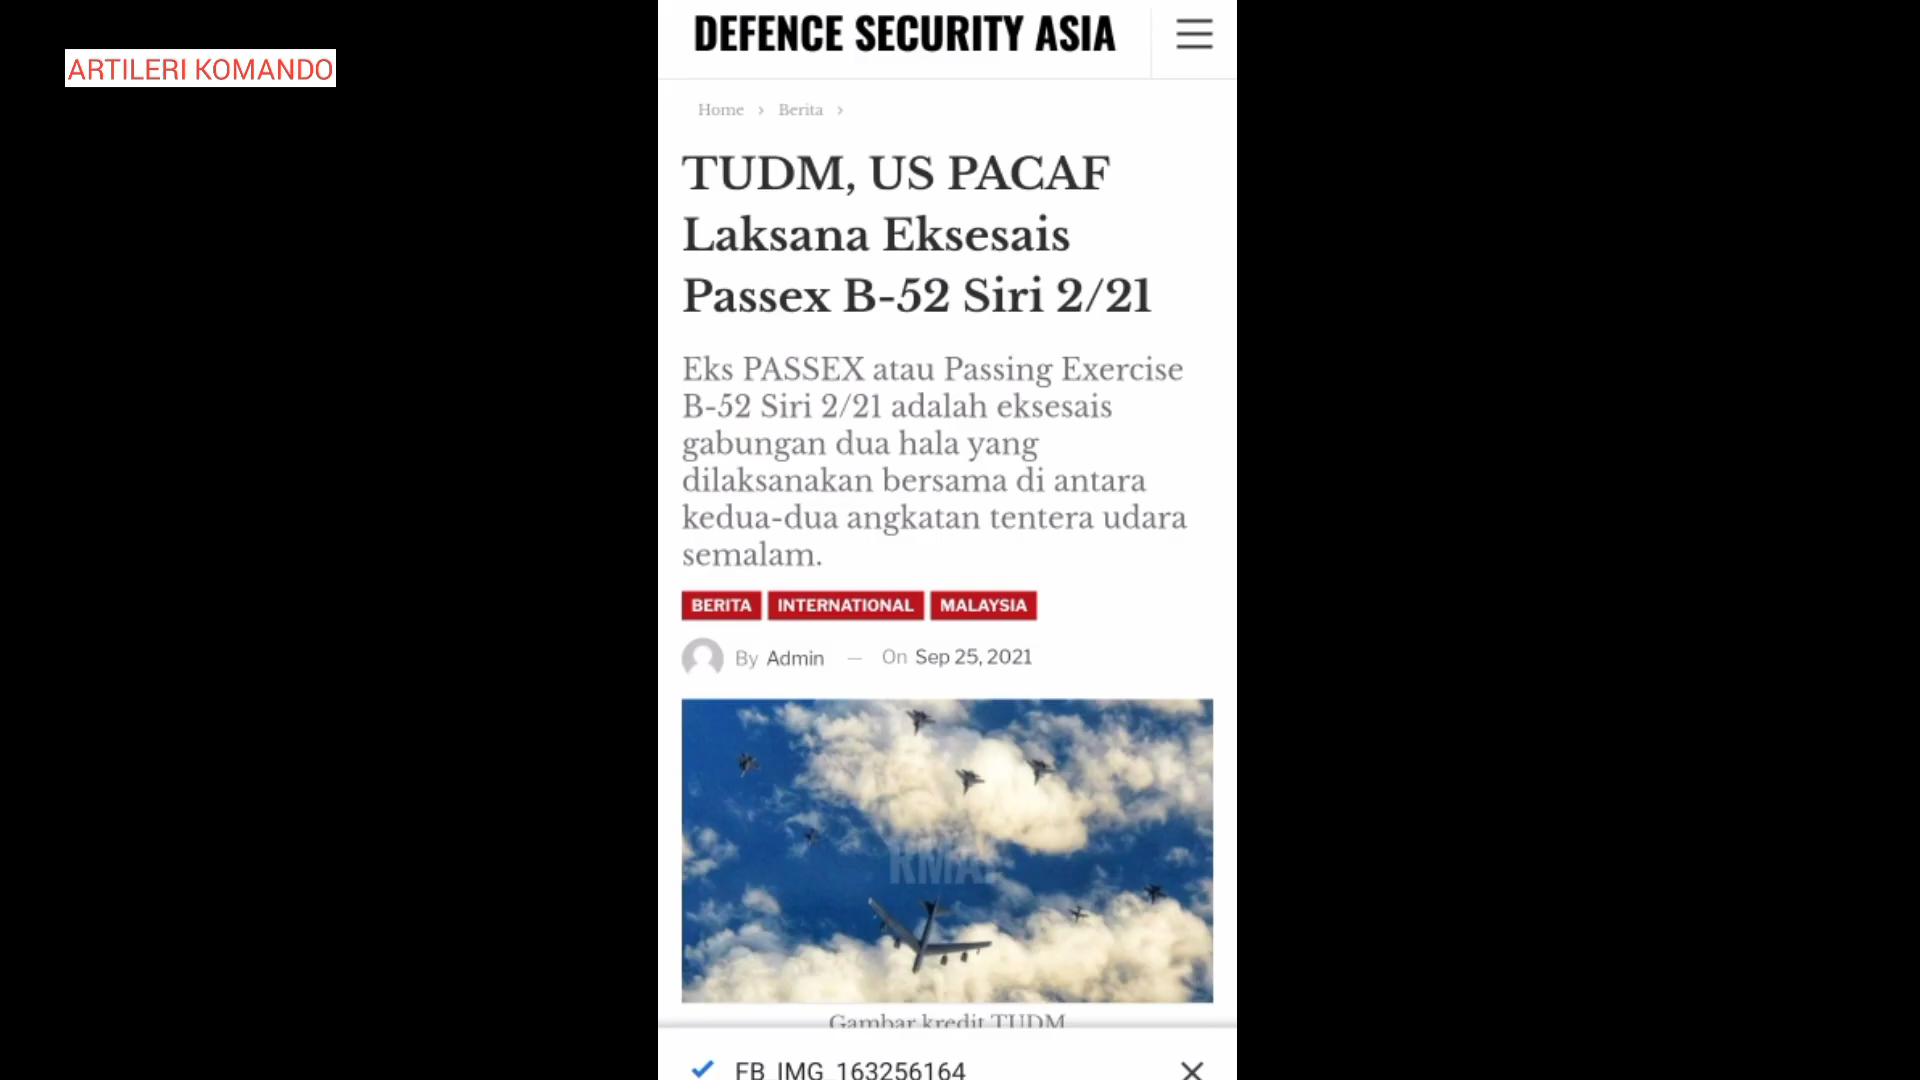 ARTILERI KOMANDO
DEFENCE SECURITY ASIA
Home › Berita ›
TUDM, US PACAF
Laksana Eksesais
Passex B-52 Siri 2/21
Eks PASSEX atau Passing Exercise
B-52 Siri 2/21 adalah eksesais
gabungan dua hala yang
dilaksanakan bersama di antara
kedua-dua angkatan tentera udara
semalam.
BERITA INTERNATIONAL MALAYSIA
By Admin — On Sep 25, 2021
RMAF
Gambar kredit TUDM
FB_IMG_163256164